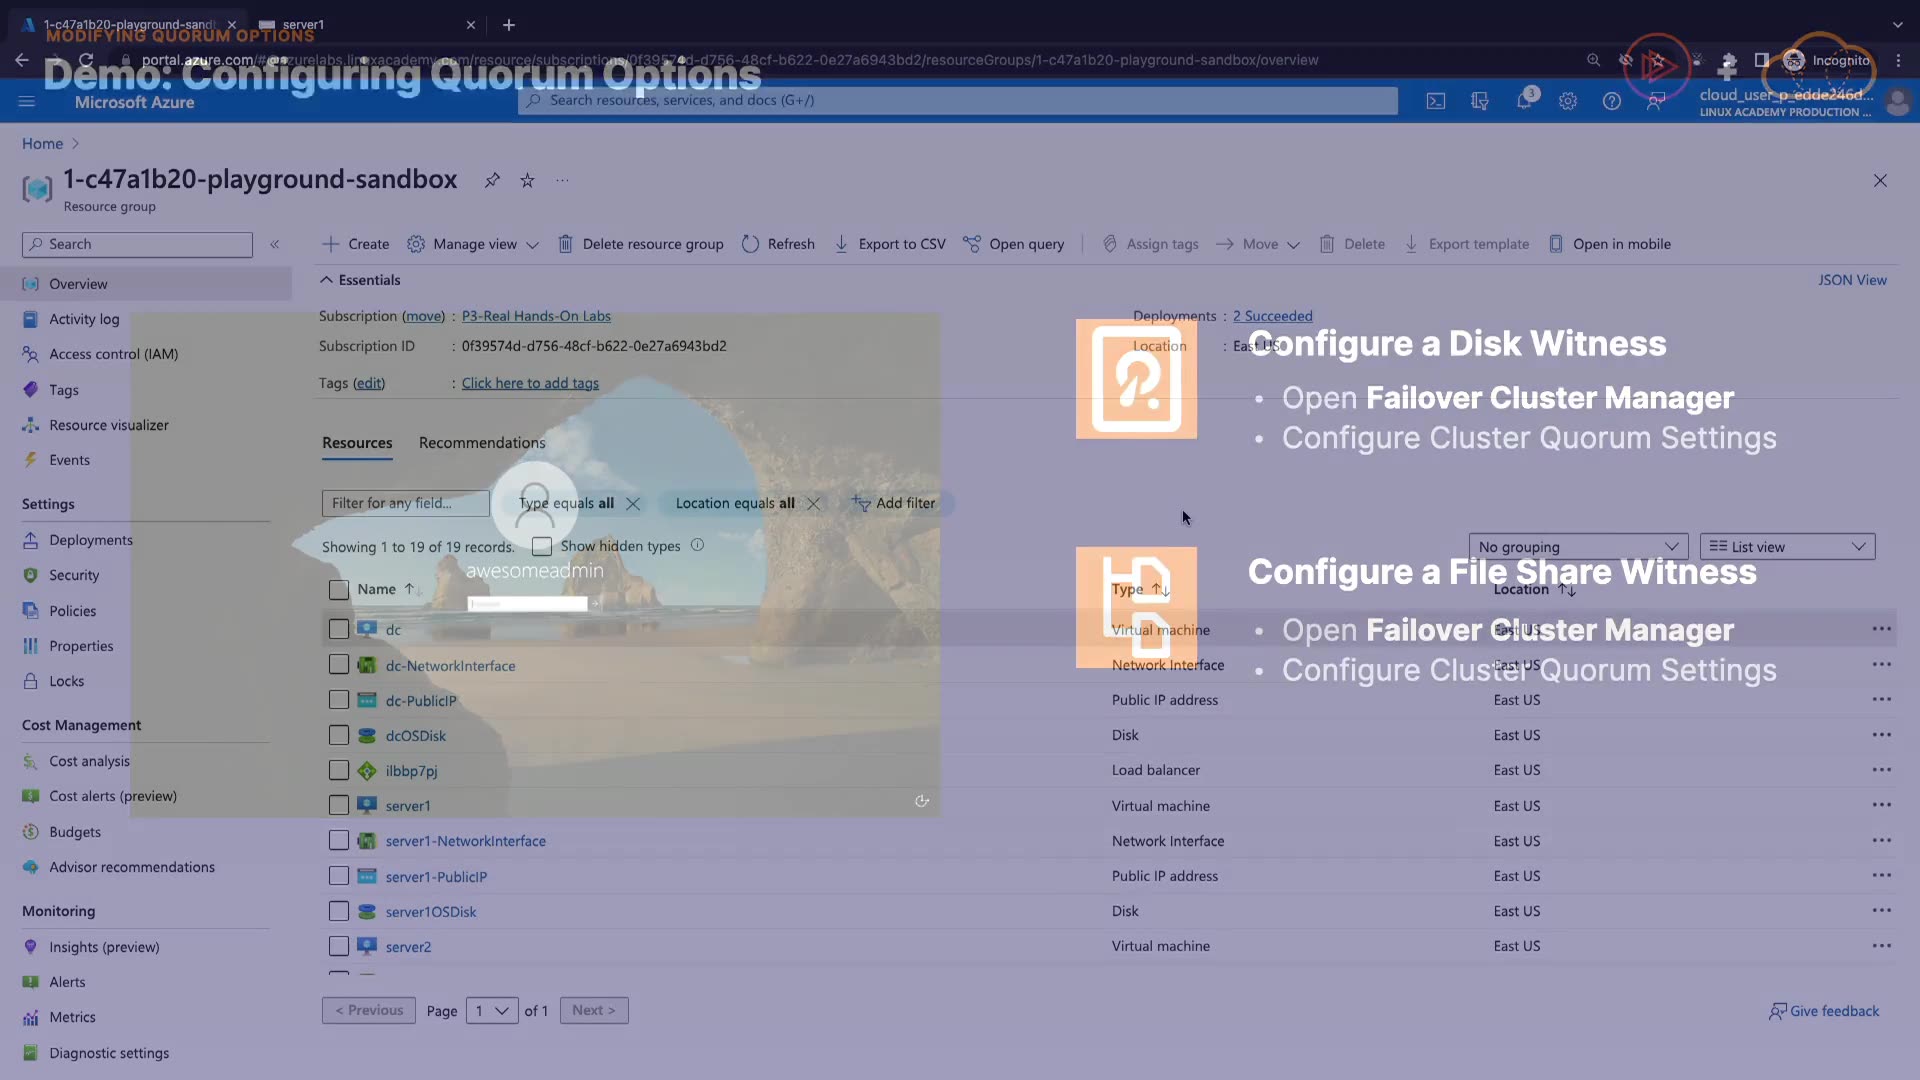 1-c47a1b20-playground-sandb
server1
MODIFYING QUORUM OPTIONS
portal.azure.com/#@azurelabs.linuxacademy.com/resource/subscriptions/0f39574d-d756-48cf-b622-0e27a6943bd2/resourceGroups/1-c47a1b20-playground-sandbox/overview
Incognito
Demo: Configuring Quorum Options
Microsoft Azure
Search resources, services, and docs (G+/)
3
cloud_user_p_edde246d...
LINUX ACADEMY PRODUCTION ...
Home
1-c47a1b20-playground-sandbox
Resource group
Search
Create
Manage view
Delete resource group
Refresh
Export to CSV
Open query
Assign tags
Move
Delete
Export template
Open in mobile
Overview
Activity log
Access control (IAM)
Tags
Resource visualizer
Events
Settings
Deployments
Security
Policies
Properties
Locks
Cost Management
Cost analysis
Cost alerts (preview)
Budgets
Advisor recommendations
Monitoring
Insights (preview)
Alerts
Metrics
Diagnostic settings
Essentials
JSON View
Subscription (move) : P3-Real Hands-On Labs
Deployments : 2 Succeeded
Subscription ID : 0f39574d-d756-48cf-b622-0e27a6943bd2
Location : East US
Tags (edit) : Click here to add tags
Configure a Disk Witness
• Open Failover Cluster Manager
• Configure Cluster Quorum Settings
Resources
Recommendations
Filter for any field...
Type equals all
Location equals all
Add filter
Showing 1 to 19 of 19 records.
Show hidden types
No grouping
List view
awesomeadmin
Configure a File Share Witness
• Open Failover Cluster Manager
• Configure Cluster Quorum Settings
Name
Type
Location
dc
Virtual machine
East US
dc-NetworkInterface
Network Interface
East US
dc-PublicIP
Public IP address
East US
dcOSDisk
Disk
East US
ilbbp7pj
Load balancer
East US
server1
Virtual machine
East US
server1-NetworkInterface
Network Interface
East US
server1-PublicIP
Public IP address
East US
server1OSDisk
Disk
East US
server2
Virtual machine
East US
< Previous
Page 1 of 1
Next >
Give feedback